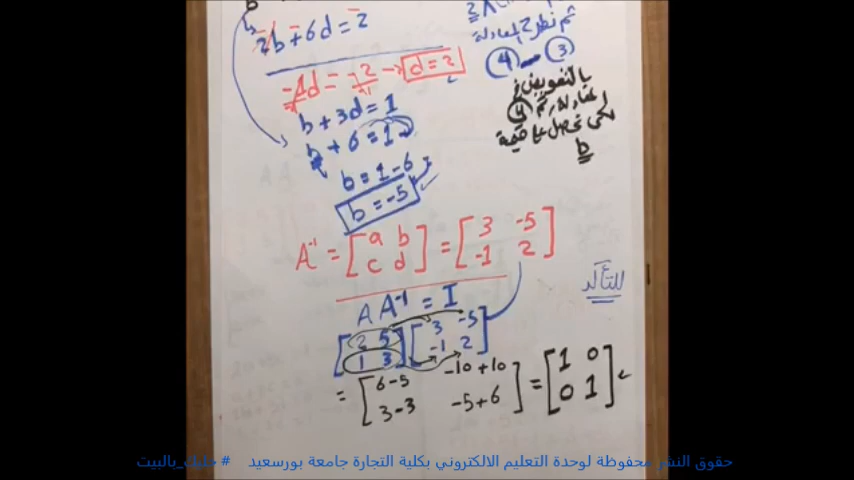 2b + 6d = 2
-1d = -2 → d = 2
b + 3d = 1
b + 6 = 1
b = 1 - 6
b = -5
ثم نطرح المعادلة
④ - ③
بالتعويض في
المعادلة رقم ④
لكي نحصل على قيمة
b
A⁻¹ = [a b] = [3 -5]
[c d] [-1 2]
للتأكد
A A⁻¹ = I
[2 5] [3 -5]
[1 3] [-1 2]
= [6-5 -10+10] = [1 0]
[3-3 -5+6] [0 1]
حقوق النشر محفوظة لوحدة التعليم الالكتروني بكلية التجارة جامعة بورسعيد # خليك_بالبيت